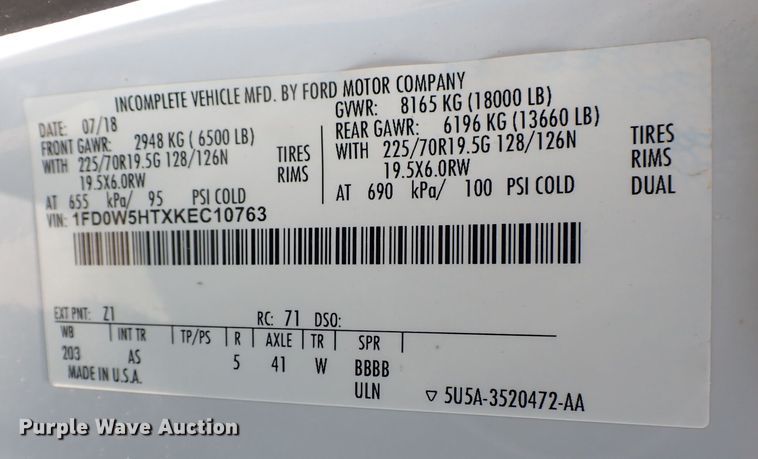 INCOMPLETE VEHICLE MFD. BY FORD MOTOR COMPANY
DATE: 07/18
GVWR: 8165 KG (18000 LB)
FRONT GAWR: 2948 KG ( 6500 LB)
REAR GAWR: 6196 KG (13660 LB)
WITH 225/70R19.5G 128/126N TIRES
WITH 225/70R19.5G 128/126N TIRES
19.5X6.0RW RIMS
19.5X6.0RW RIMS
AT 655 kPa/ 95 PSI COLD
AT 690 kPa/ 100 PSI COLD DUAL
VIN: 1FD0W5HTXKEC10763
EXT PNT: Z1 RC: 71 DSO:
WB INT TR TP/PS R AXLE TR SPR
203 AS 5 41 W BBBB
MADE IN U.S.A. ULN ▽ 5U5A-3520472-AA
Purple Wave Auction